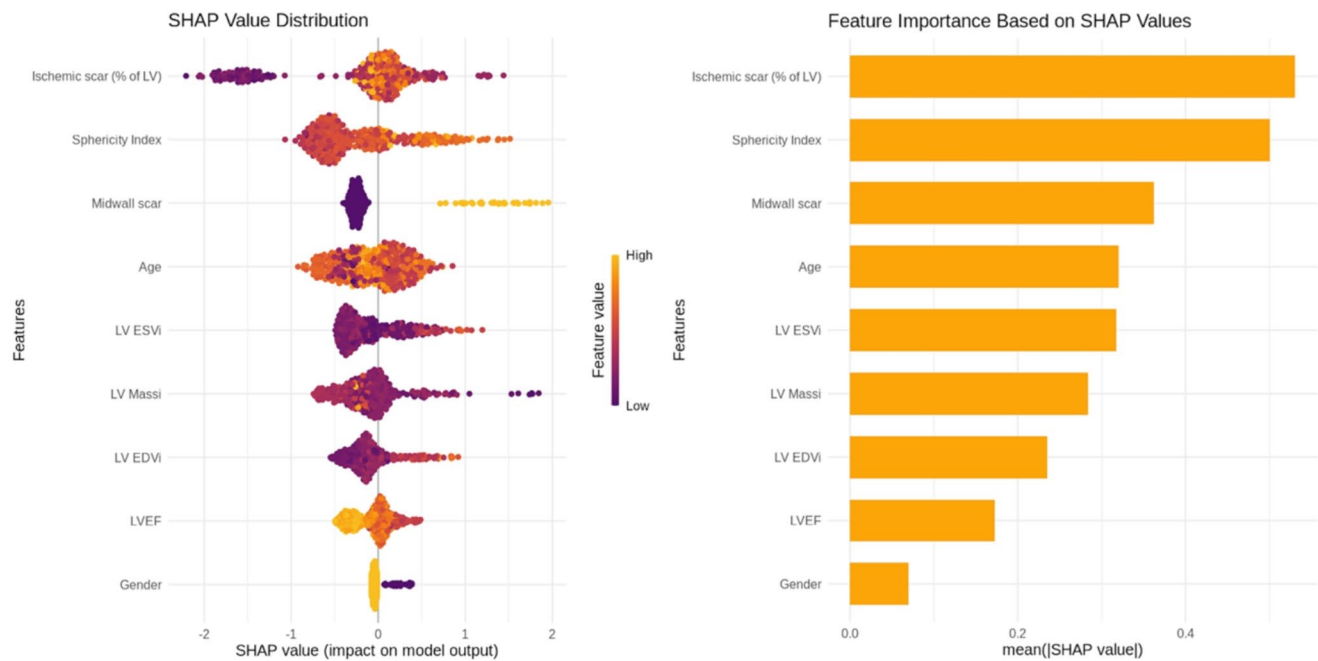 SHAP Value Distribution
Features
Ischemic scar (% of LV)
Sphericity Index
Midwall scar
Age
LV ESVi
LV Massi
LV EDVi
LVEF
Gender
-2 -1 0 1 2
SHAP value (impact on model output)
Feature value
High
Low
Feature Importance Based on SHAP Values
Features
Ischemic scar (% of LV)
Sphericity Index
Midwall scar
Age
LV ESVi
LV Massi
LV EDVi
LVEF
Gender
0.0 0.2 0.4
mean(|SHAP value|)